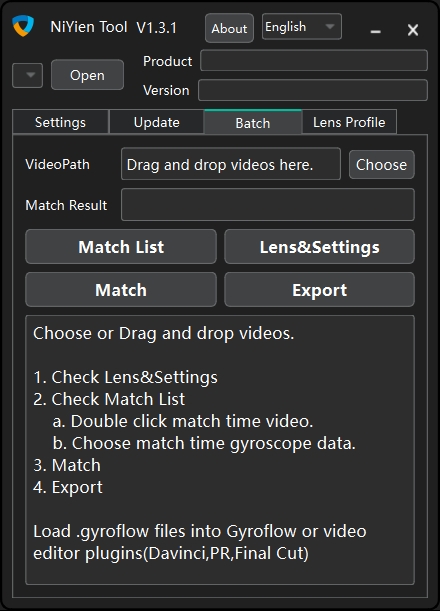 NiYien Tool V1.3.1
About
English
Open
Product
Version
Settings
Update
Batch
Lens Profile
VideoPath
Drag and drop videos here.
Choose
Match Result
Match List
Lens&Settings
Match
Export
Choose or Drag and drop videos.
1. Check Lens&Settings
2. Check Match List
a. Double click match time video.
b. Choose match time gyroscope data.
3. Match
4. Export
Load .gyroflow files into Gyroflow or video
editor plugins(Davinci,PR,Final Cut)